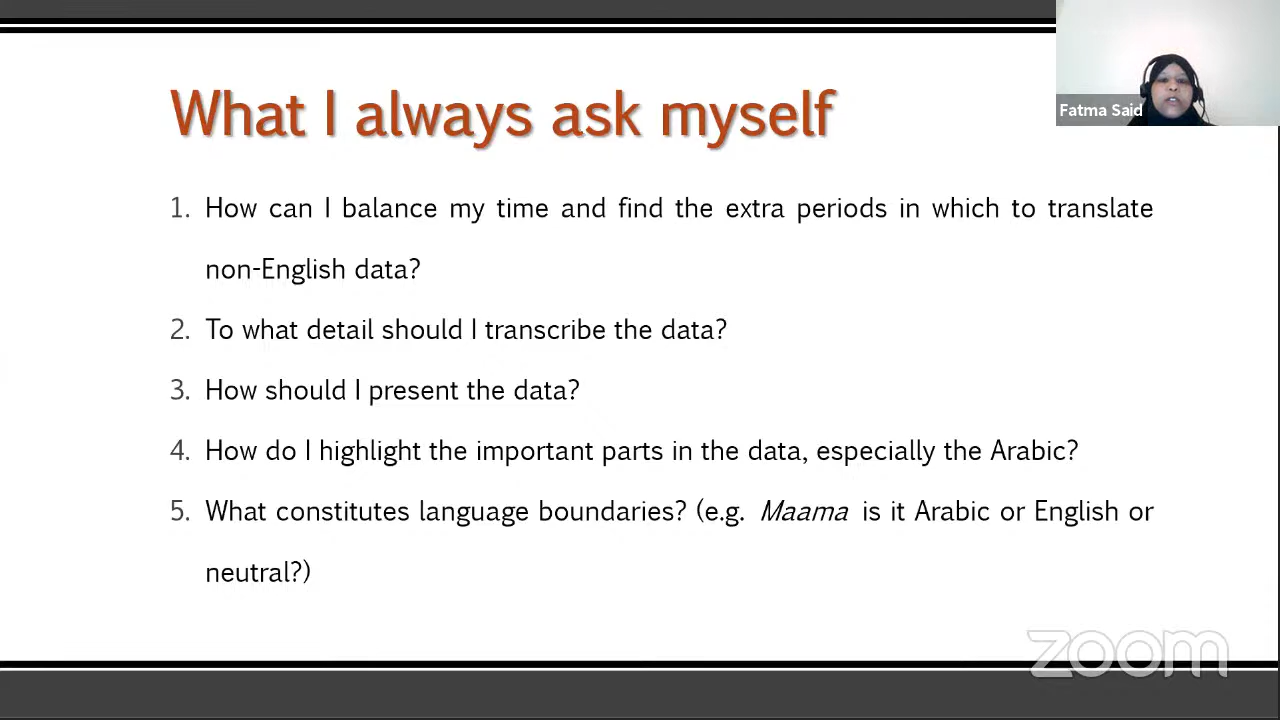 What I always ask myself
Fatma Said
1. How can I balance my time and find the extra periods in which to translate
non-English data?
2. To what detail should I transcribe the data?
3. How should I present the data?
4. How do I highlight the important parts in the data, especially the Arabic?
5. What constitutes language boundaries? (e.g. Maama is it Arabic or English or
neutral?)
zoom